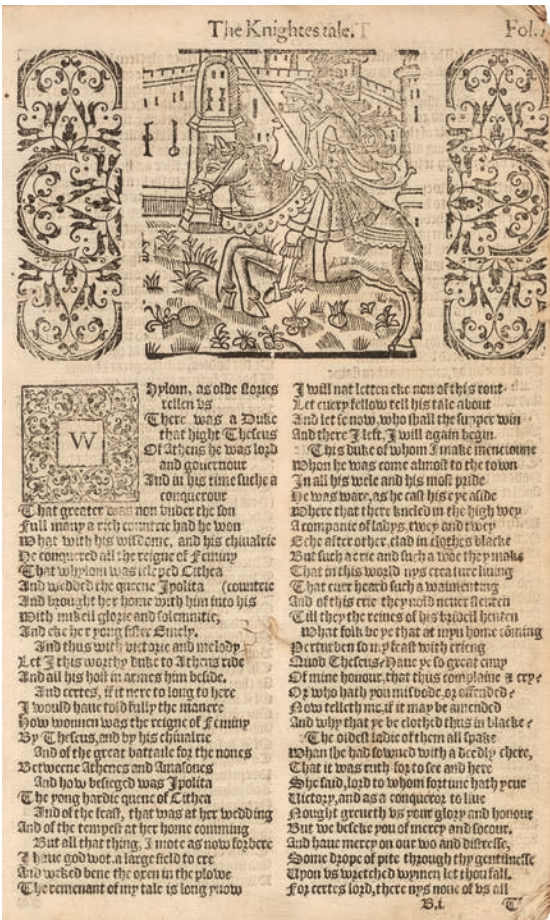 The Knightes tale.
Fol.
WHylom, as olde stories
tellen vs
There was a Duke
that hight Theseus
Of Athens he was lord
and gouernour
And in his time suche a
conquerour
That greater was non vnder the son
Full many a rich countrie had he won
What with his wisdome, and his chiualrie
He conquered all the reigne of Feminy
That whylom was icleped Cithea
And wedded the queene Ipolita (countrie
And brought her home with him into his
With mikell glorie and solemnitie,
And eke her yong sister Emely.
And thus with victorie and melody
Let I this worthy duke to Athens ride
And all his host in armes him beside.
And certes, if it nere to long to here
I would haue told fully the manere
How wonnen was the reigne of Feminy
By Theseus, and by his chiualrie
And of the great battaile for the nones
Betweene Athenes and Amasones
And how besieged was Ipolita
The yong hardie quene of Cithea
And of the feast, that was at her wedding
And of the tempest at her home comming
But all that thing, I mote as now forbere
I haue god wot, a large field to ere
And weked bene the oxen in the plowe
The remenant of my tale is long ynow
I will nat letten eke non of this rout
Let euery fellow tell his tale about
And let se now, who shall the supper win
And there I left, I will again begin
This duke of whom I make mencioune
Whon he was come almost to the town
In all his wele and his most pride
He was ware, as he cast his eye aside
Where that there kneled in the high wey
A companie of ladys, twey and twey
Eche after other, clad in clothes blacke
But such a crie and such a woe they make
That in this world nys creature liuing
That euer heard such a waimenting
And of this crie they nold neuer stenten
Till they the reines of his bridell henten
What folk be ye that at myn home cōming
Perturben so my feast with crieng
Quod Theseus? Haue ye so great enuy
Of mine honour, that thus complaine & cry?
Or who hath you misbode, or offended?
Now telleth me, if it may be amended
And why that ye be clothed thus in blacke?
The oldest ladie of them all spake
Whan she had sowned with a deedly chere,
That it was ruth for to see and here
She said, lord to whom fortune hath yeue
Uictory, and as a conqueror to liue
Nought greueth vs your glory and honour
But we beseke you of mercy and socour.
And haue mercy on our wo and distresse,
Some drope of pite through thy gentilnesse
Upon vs wretched wymen let thou fall.
For certes lord, there nys none of vs all
B.i.